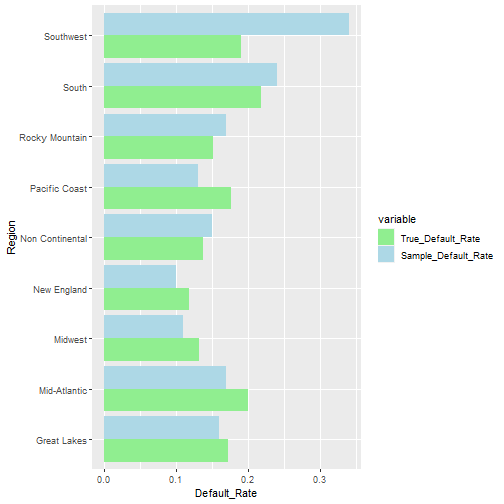 Southwest
South
Rocky Mountain
Pacific Coast
Non Continental
New England
Midwest
Mid-Atlantic
Great Lakes
Region
0.0 0.1 0.2 0.3
Default_Rate
variable
True_Default_Rate
Sample_Default_Rate